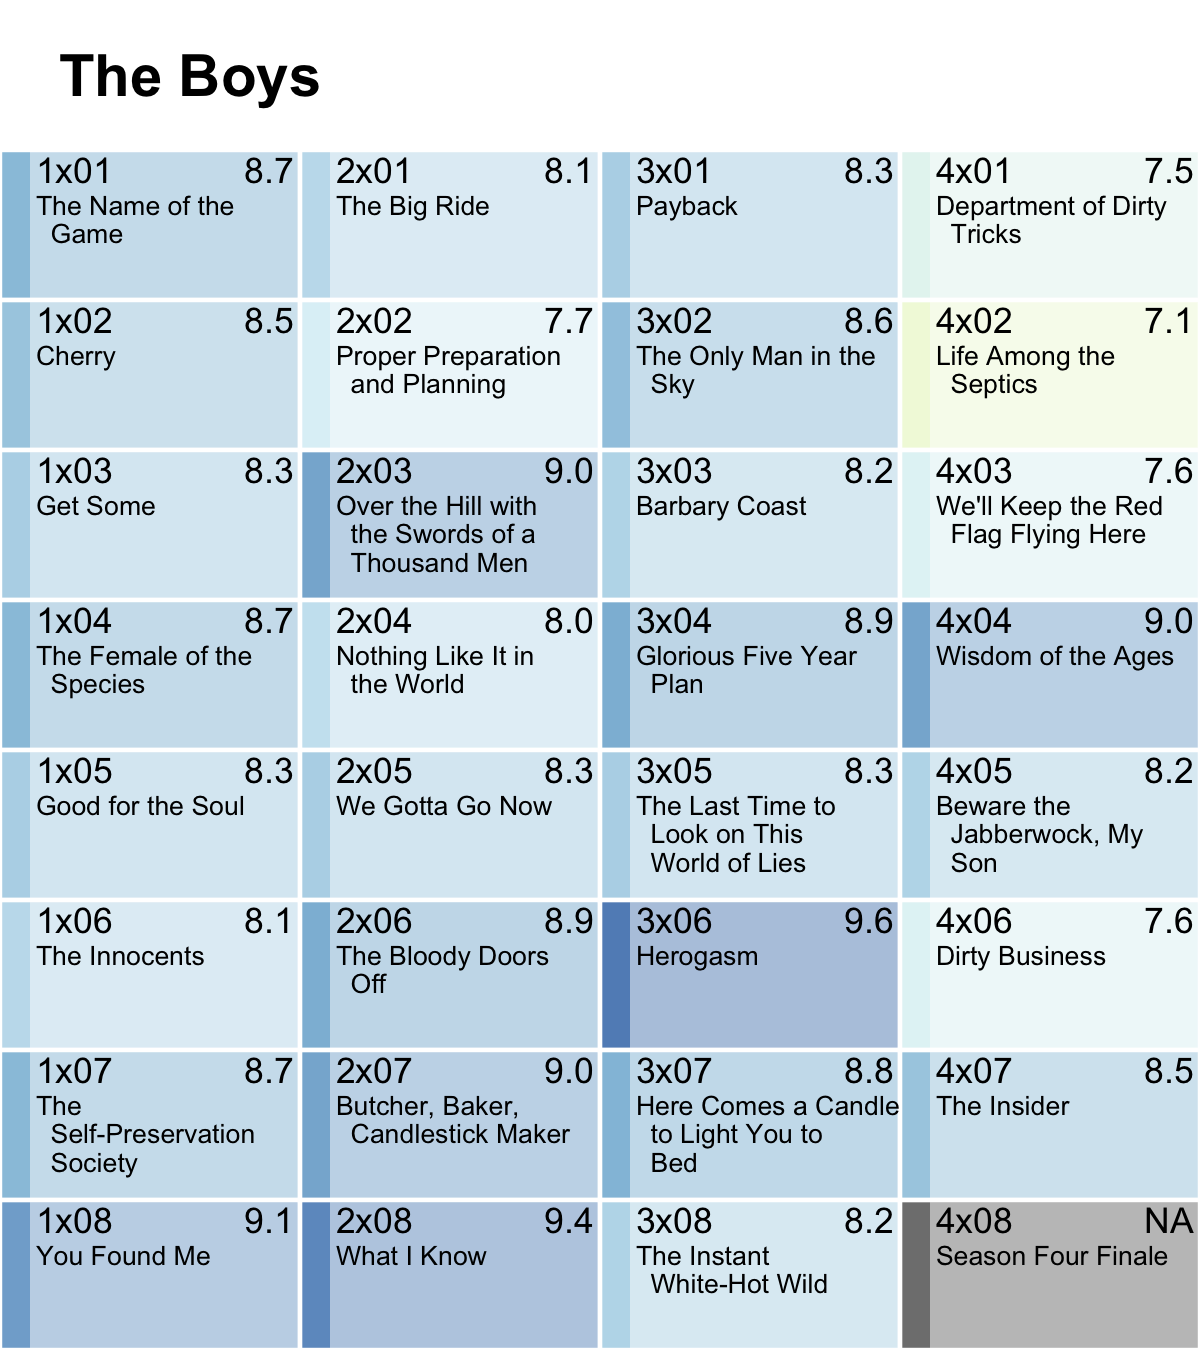 The Boys
1x01 8.7
The Name of the
Game
2x01 8.1
The Big Ride
3x01 8.3
Payback
4x01 7.5
Department of Dirty
Tricks
1x02 8.5
Cherry
2x02 7.7
Proper Preparation
and Planning
3x02 8.6
The Only Man in the
Sky
4x02 7.1
Life Among the
Septics
1x03 8.3
Get Some
2x03 9.0
Over the Hill with
the Swords of a
Thousand Men
3x03 8.2
Barbary Coast
4x03 7.6
We'll Keep the Red
Flag Flying Here
1x04 8.7
The Female of the
Species
2x04 8.0
Nothing Like It in
the World
3x04 8.9
Glorious Five Year
Plan
4x04 9.0
Wisdom of the Ages
1x05 8.3
Good for the Soul
2x05 8.3
We Gotta Go Now
3x05 8.3
The Last Time to
Look on This
World of Lies
4x05 8.2
Beware the
Jabberwock, My
Son
1x06 8.1
The Innocents
2x06 8.9
The Bloody Doors
Off
3x06 9.6
Herogasm
4x06 7.6
Dirty Business
1x07 8.7
The
Self-Preservation
Society
2x07 9.0
Butcher, Baker,
Candlestick Maker
3x07 8.8
Here Comes a Candle
to Light You to
Bed
4x07 8.5
The Insider
1x08 9.1
You Found Me
2x08 9.4
What I Know
3x08 8.2
The Instant
White-Hot Wild
4x08 NA
Season Four Finale